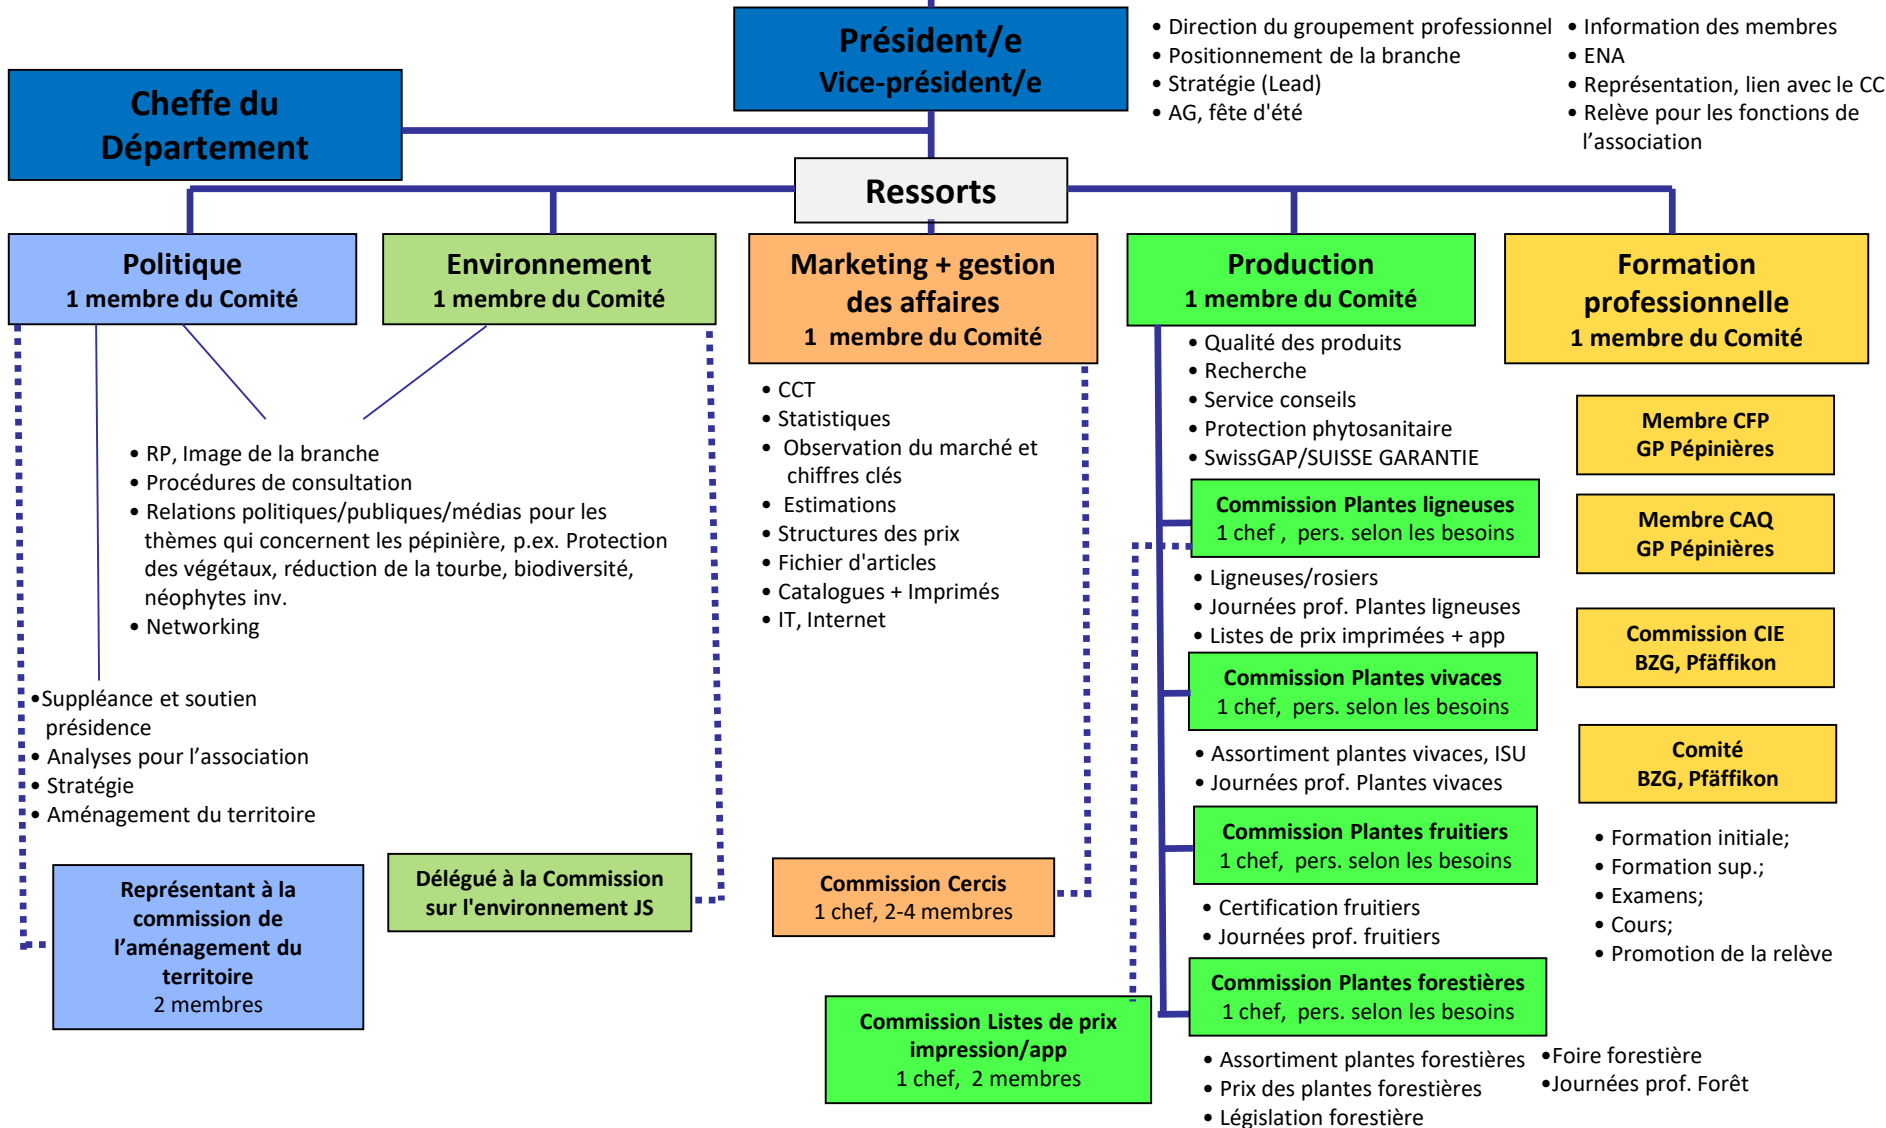 Président/e
Vice-président/e
• Direction du groupement professionnel
• Positionnement de la branche
• Stratégie (Lead)
• AG, fête d'été
• Information des membres
• ENA
• Représentation, lien avec le CC
• Relève pour les fonctions de
l’association
Cheffe du
Département
Ressorts
Politique
1 membre du Comité
Environnement
1 membre du Comité
Marketing + gestion
des affaires
1 membre du Comité
Production
1 membre du Comité
Formation
professionnelle
1 membre du Comité
• RP, Image de la branche
• Procédures de consultation
• Relations politiques/publiques/médias pour les
thèmes qui concernent les pépinière, p.ex. Protection
des végétaux, réduction de la tourbe, biodiversité,
néophytes inv.
• Networking
•Suppléance et soutien
présidence
• Analyses pour l’association
• Stratégie
• Aménagement du territoire
Représentant à la
commission de
l’aménagement du
territoire
2 membres
Délégué à la Commission
sur l'environnement JS
• CCT
• Statistiques
• Observation du marché et
chiffres clés
• Estimations
• Structures des prix
• Fichier d'articles
• Catalogues + Imprimés
• IT, Internet
Commission Cercis
1 chef, 2-4 membres
Commission Listes de prix
impression/app
1 chef, 2 membres
• Qualité des produits
• Recherche
• Service conseils
• Protection phytosanitaire
• SwissGAP/SUISSE GARANTIE
Commission Plantes ligneuses
1 chef , pers. selon les besoins
• Ligneuses/rosiers
• Journées prof. Plantes ligneuses
• Listes de prix imprimées + app
Commission Plantes vivaces
1 chef, pers. selon les besoins
• Assortiment plantes vivaces, ISU
• Journées prof. Plantes vivaces
Commission Plantes fruitiers
1 chef, pers. selon les besoins
• Certification fruitiers
• Journées prof. fruitiers
Commission Plantes forestières
1 chef, pers. selon les besoins
• Assortiment plantes forestières
• Prix des plantes forestières
• Législation forestière
•Foire forestière
•Journées prof. Forêt
Membre CFP
GP Pépinières
Membre CAQ
GP Pépinières
Commission CIE
BZG, Pfäffikon
Comité
BZG, Pfäffikon
• Formation initiale;
• Formation sup.;
• Examens;
• Cours;
• Promotion de la relève